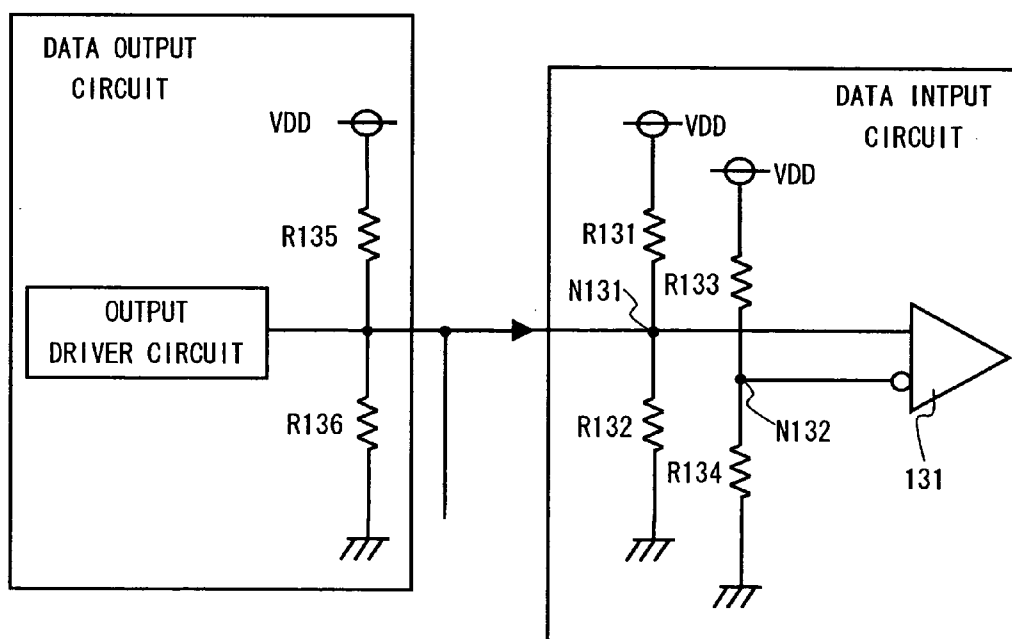 DATA OUTPUT
CIRCUIT
VDD
R135
OUTPUT
DRIVER CIRCUIT
R136
DATA INTPUT
CIRCUIT
VDD
VDD
R131
N131
R133
R132
N132
R134
131